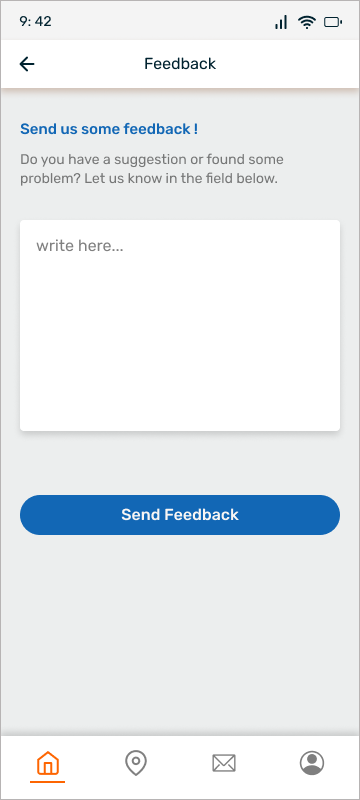 9: 42
Feedback
Send us some feedback !
Do you have a suggestion or found some
problem? Let us know in the field below.
write here...
Send Feedback